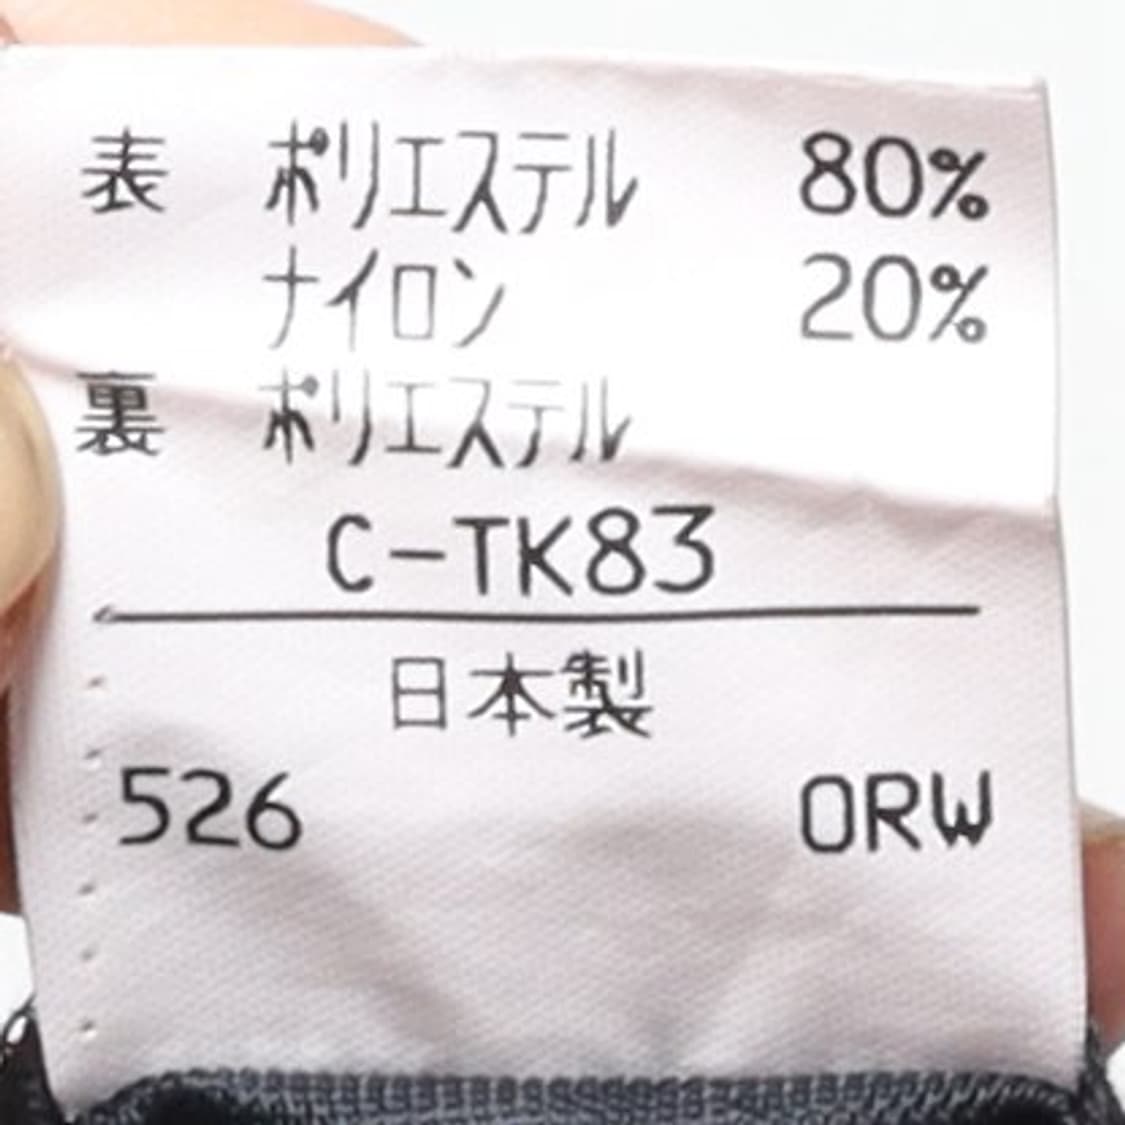 表 ポリエステル 80%
ナイロン 20%
裏 ポリエステル
C-TK83
日本製
526 ORW